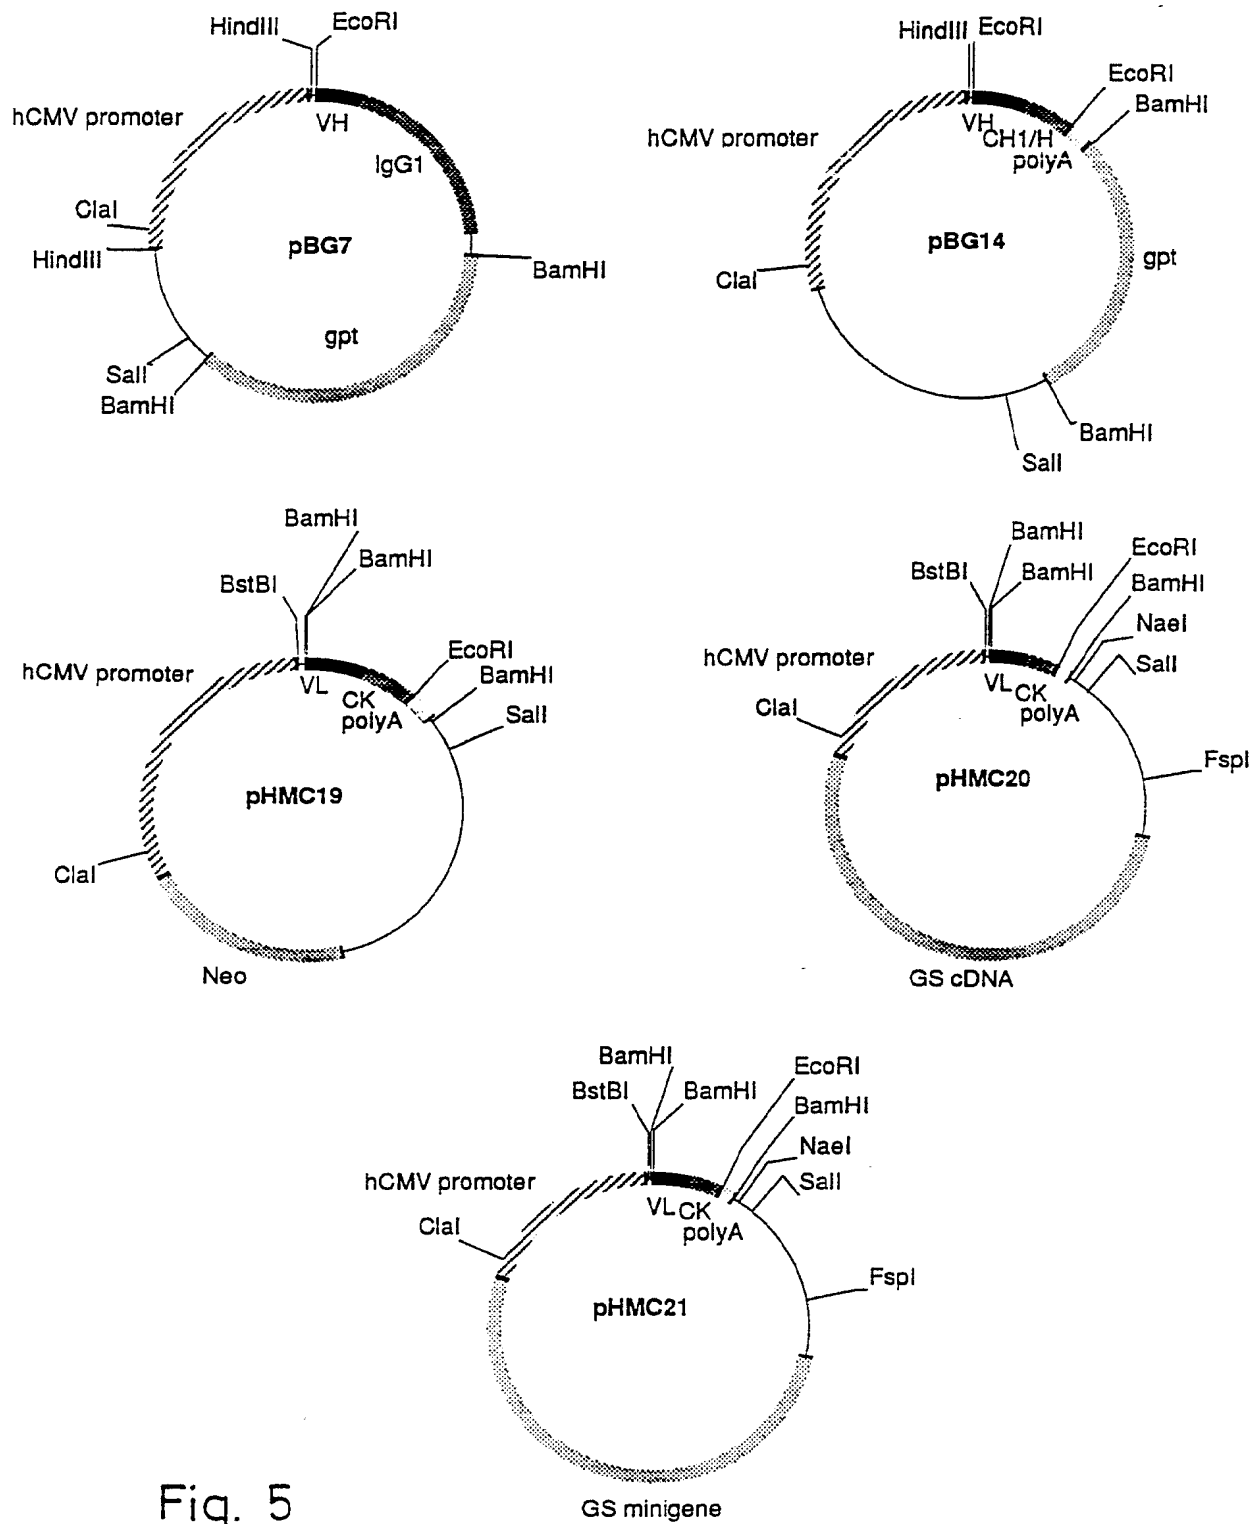 HindIII
EcoRI
hCMV promoter
VH
IgG1
ClaI
HindIII
pBG7
BamHI
gpt
SalI
BamHI
HindIII
EcoRI
EcoRI
BamHI
hCMV promoter
VH
CH1/H
polyA
pBG14
gpt
ClaI
BamHI
SalI
BamHI
BamHI
BstBI
EcoRI
BamHI
hCMV promoter
VL
CK
polyA
SalI
pHMC19
ClaI
Neo
BamHI
EcoRI
BstBI
BamHI
BamHI
NaeI
hCMV promoter
SalI
VL
CK
polyA
ClaI
FspI
pHMC20
GS cDNA
BamHI
EcoRI
BstBI
BamHI
BamHI
NaeI
hCMV promoter
SalI
VL
CK
polyA
ClaI
FspI
pHMC21
GS minigene
Fig. 5